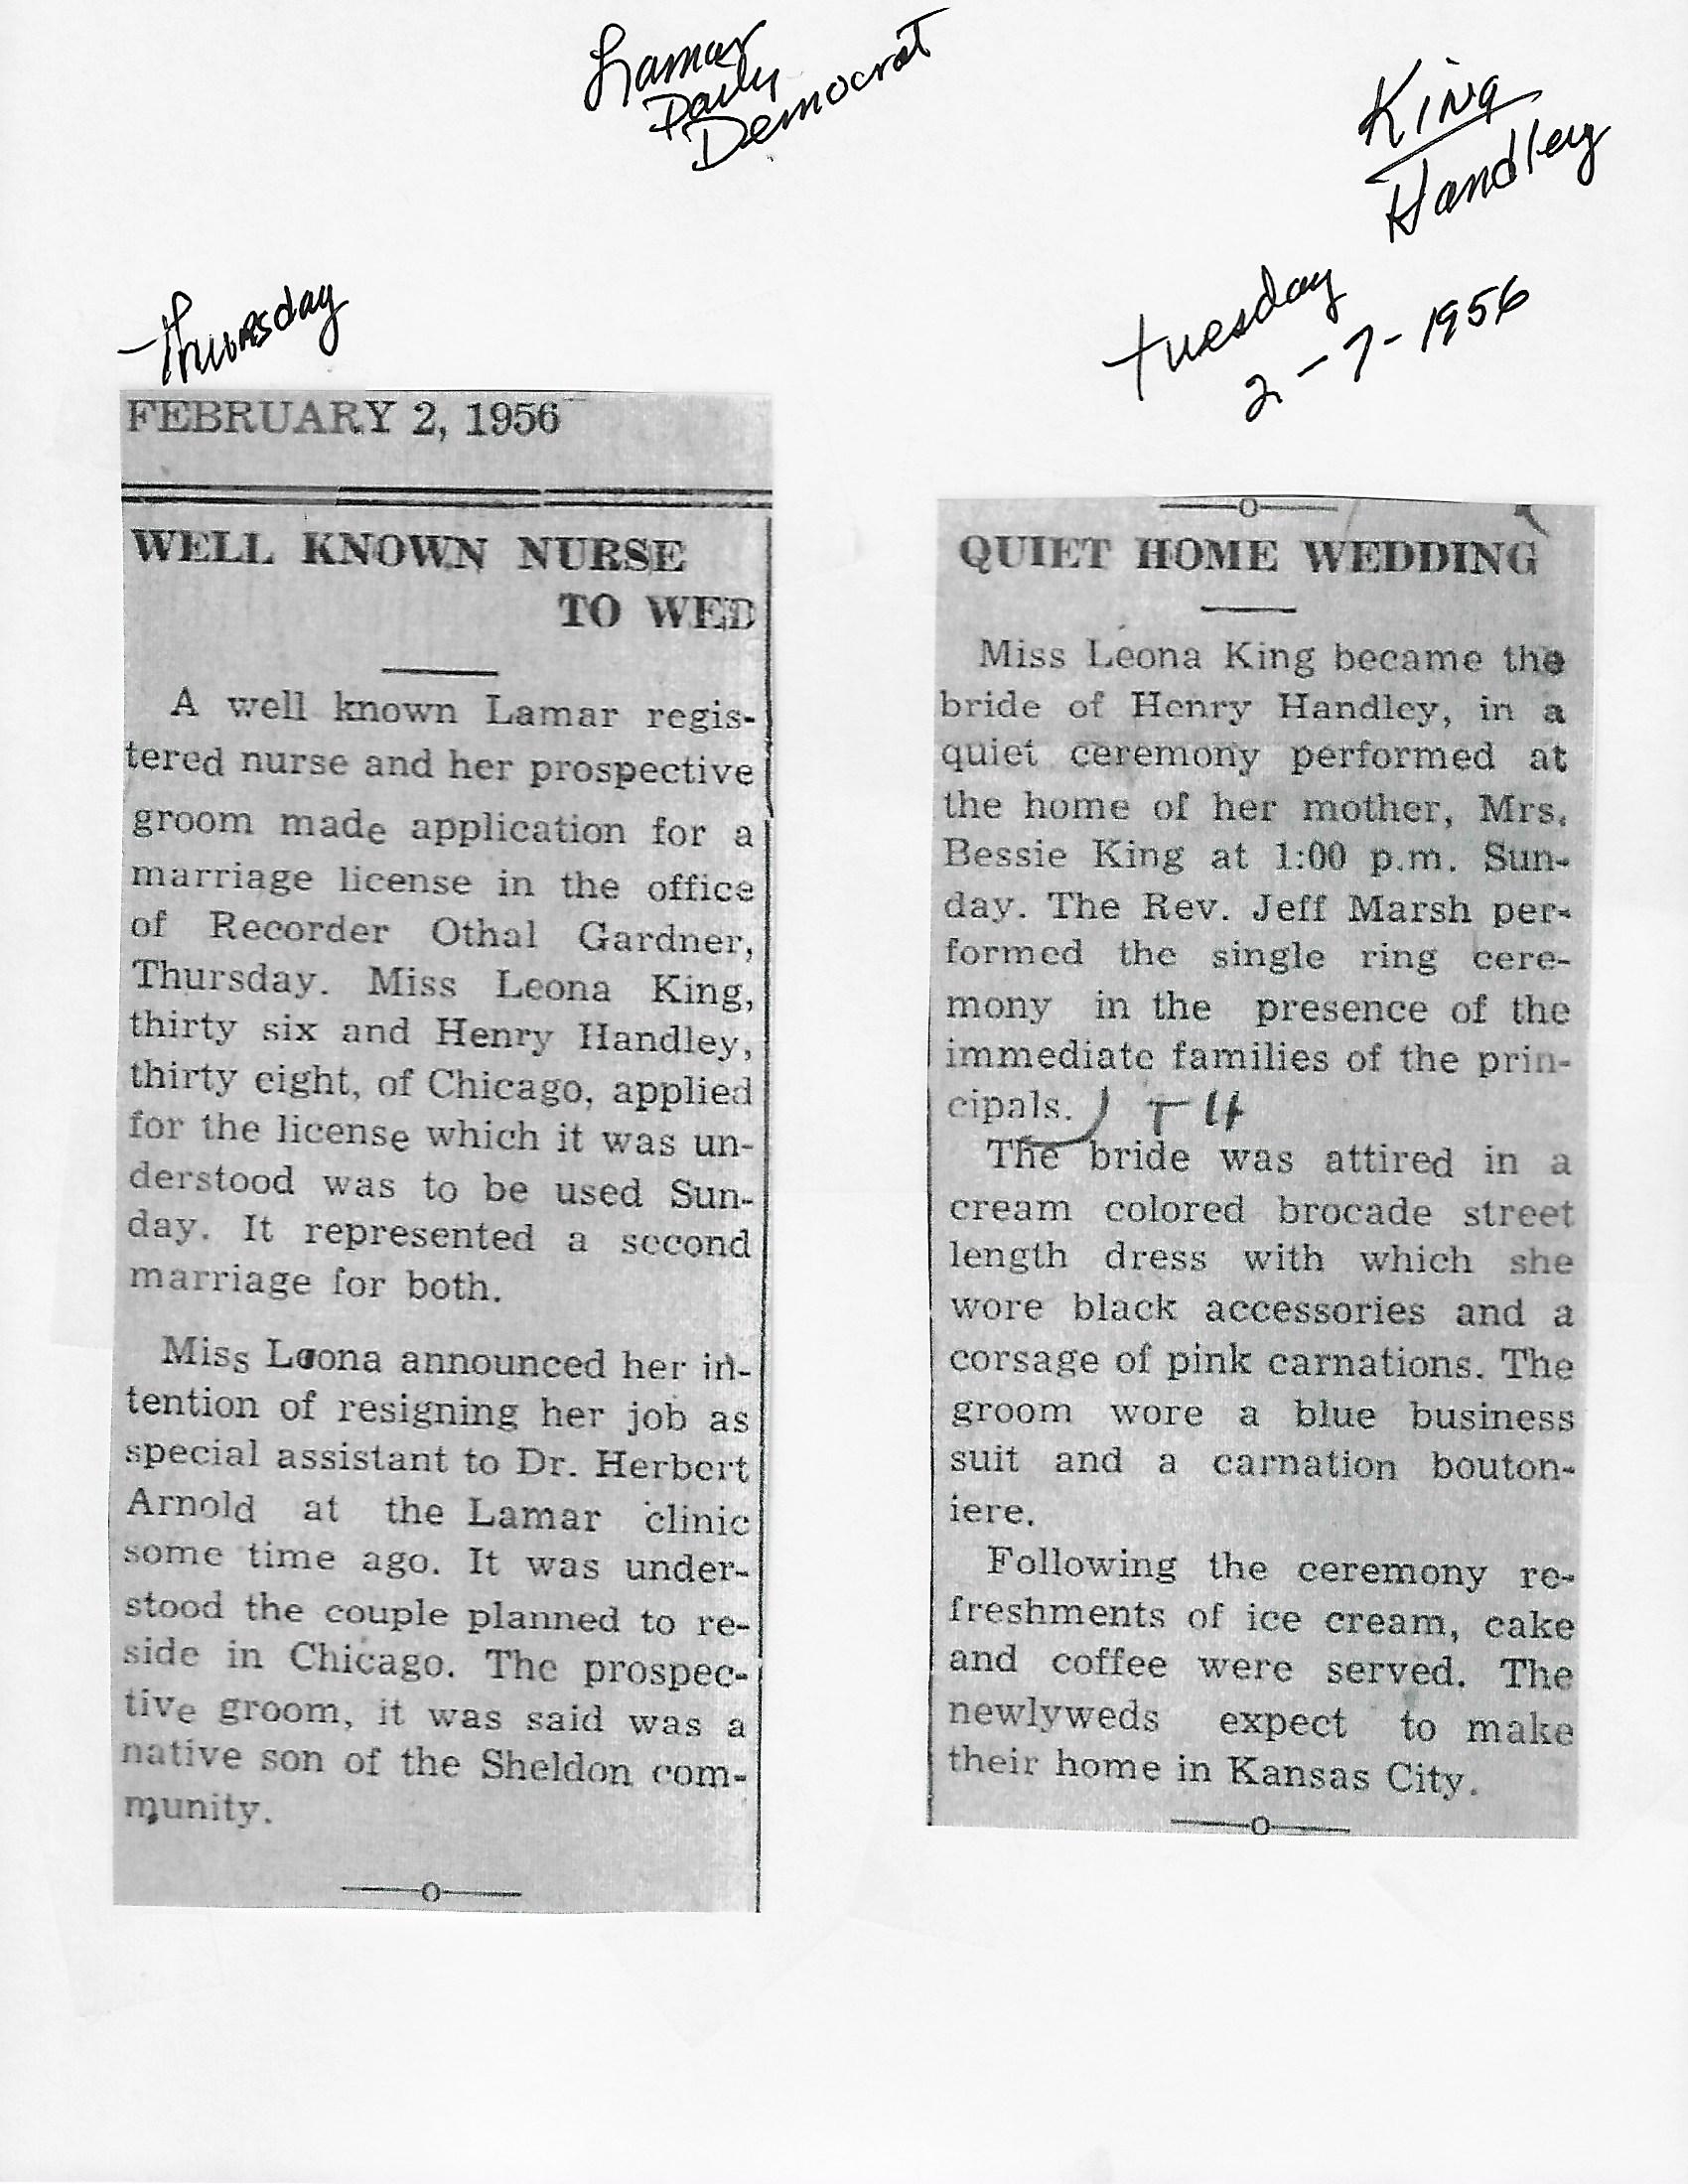 Lamar
Daily
Democrat
King
Handley
Thursday
Tuesday
2-7-1956
FEBRUARY 2, 1956
WELL KNOWN NURSE
TO WED
A well known Lamar regis-
tered nurse and her prospective
groom made application for a
marriage license in the office
of Recorder Othal Gardner,
Thursday. Miss Leona King,
thirty six and Henry Handley,
thirty eight, of Chicago, applied
for the license which it was un-
derstood was to be used Sun-
day. It represented a second
marriage for both.
Miss Leona announced her in-
tention of resigning her job as
special assistant to Dr. Herbert
Arnold at the Lamar clinic
some time ago. It was under-
stood the couple planned to re-
side in Chicago. The prospec-
tive groom, it was said was a
native son of the Sheldon com-
munity.
QUIET HOME WEDDING
Miss Leona King became the
bride of Henry Handley, in a
quiet ceremony performed at
the home of her mother, Mrs.
Bessie King at 1:00 p.m. Sun-
day. The Rev. Jeff Marsh per-
formed the single ring cere-
mony in the presence of the
immediate families of the prin-
cipals.
The bride was attired in a
cream colored brocade street
length dress with which she
wore black accessories and a
corsage of pink carnations. The
groom wore a blue business
suit and a carnation bouton-
iere.
Following the ceremony re-
freshments of ice cream, cake
and coffee were served. The
newlyweds expect to make
their home in Kansas City.